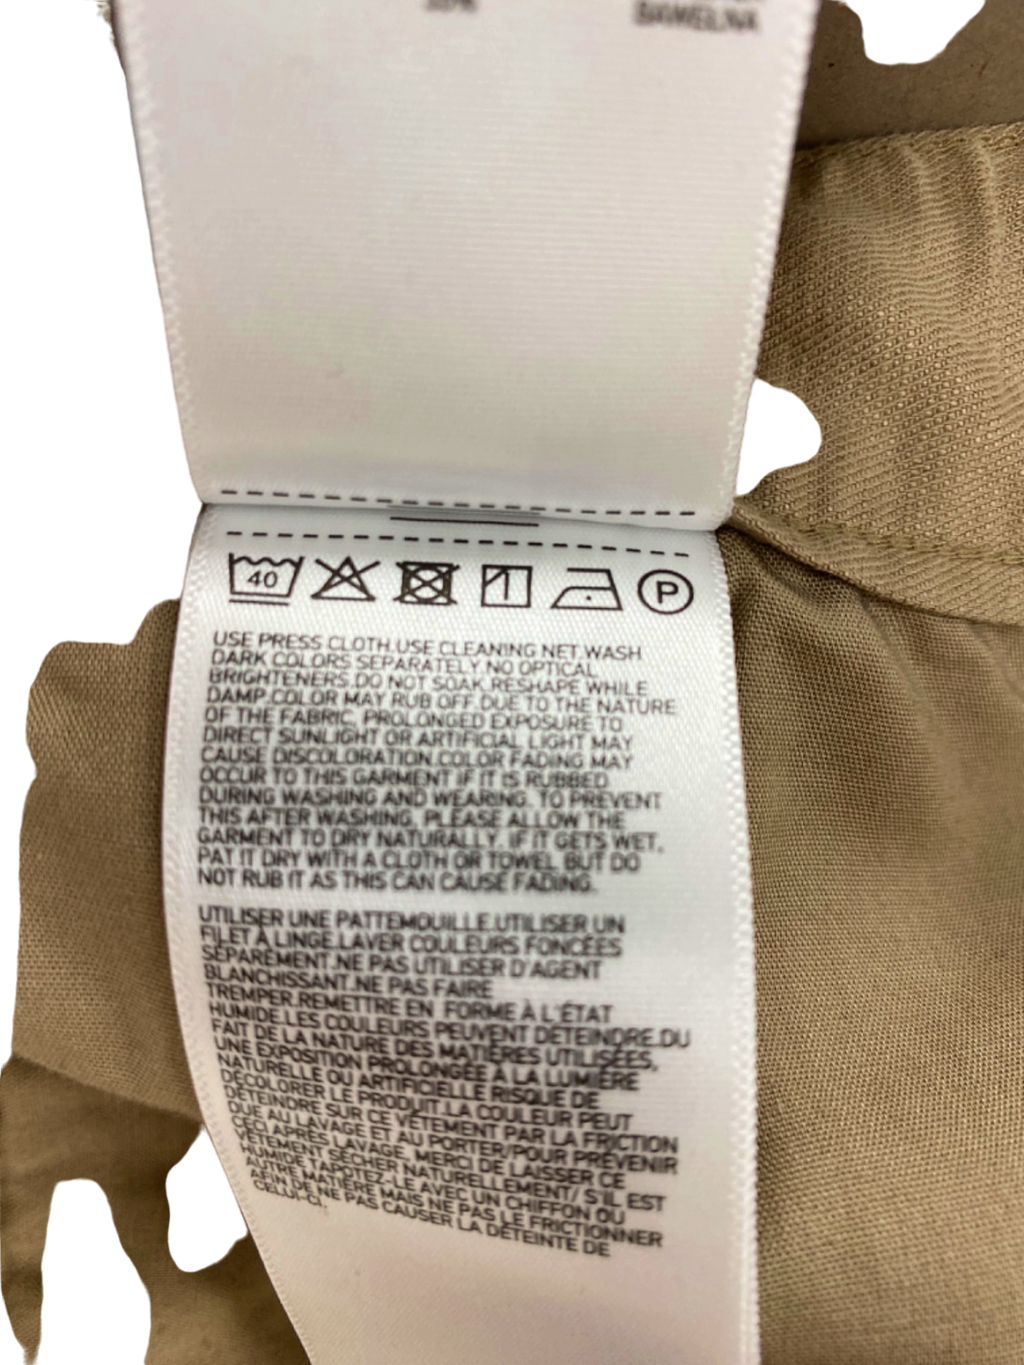 BAWEŁNA
40 P
USE PRESS CLOTH.USE CLEANING NET.WASH
DARK COLORS SEPARATELY.NO OPTICAL
BRIGHTENERS.DO NOT SOAK.RESHAPE WHILE
DAMP.COLOR MAY RUB OFF.DUE TO THE NATURE
OF THE FABRIC, PROLONGED EXPOSURE TO
DIRECT SUNLIGHT OR ARTIFICIAL LIGHT MAY
CAUSE DISCOLORATION.COLOR FADING MAY
OCCUR TO THIS GARMENT IF IT IS RUBBED
DURING WASHING AND WEARING. TO PREVENT
THIS AFTER WASHING, PLEASE ALLOW THE
GARMENT TO DRY NATURALLY. IF IT GETS WET,
PAT IT DRY WITH A CLOTH OR TOWEL BUT DO
NOT RUB IT AS THIS CAN CAUSE FADING.
UTILISER UNE PATTEMOUILLE.UTILISER UN
FILET À LINGE.LAVER COULEURS FONCÉES
SÉPARÉMENT.NE PAS UTILISER D'AGENT
BLANCHISSANT.NE PAS FAIRE
TREMPER.REMETTRE EN FORME À L'ÉTAT
HUMIDE.LES COULEURS PEUVENT DÉTEINDRE.DU
FAIT DE LA NATURE DES MATIÈRES UTILISÉES,
UNE EXPOSITION PROLONGÉE À LA LUMIÈRE
NATURELLE OU ARTIFICIELLE RISQUE DE
DÉCOLORER LE PRODUIT.LA COULEUR PEUT
DÉTEINDRE SUR CE VÊTEMENT PAR LA FRICTION
QUE AU LAVAGE ET AU PORTER/POUR PRÉVENIR
CECI APRÈS LAVAGE, MERCI DE LAISSER CE
VÊTEMENT SÉCHER NATURELLEMENT/ S'IL EST
HUMIDE,TAPOTEZ-LE AVEC UN CHIFFON OU
AUTRE MATIÈRE MAIS NE PAS LE FRICTIONNER
AFIN DE NE PAS CAUSER LA DÉTEINTE DE
CELUI-CI.